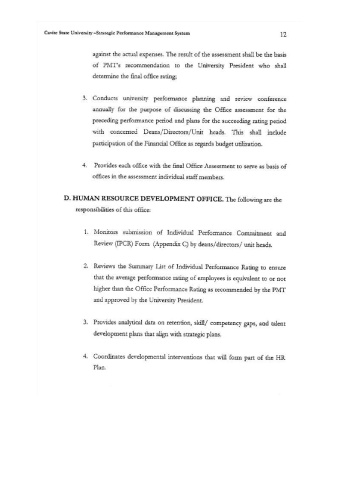 Cavite State University -Strategic Performance Management System 12
against the actual expenses. The result of the assessment shall be the basis
of PMT's recommendation to the University President who shall
determine the final office rating;
3. Conducts university performance planning and review conference
annually for the purpose of discussing the Office assessment for the
preceding performance period and plans for the succeeding rating period
with concerned Deans/Directors/Unit heads. This shall include
participation of the Financial Office as regards budget utilization.
4. Provides each office with the final Office Assessment to serve as basis of
offices in the assessment individual staff members.
D. HUMAN RESOURCE DEVELOPMENT OFFICE. The following are the
responsibilities of this office:
1. Monitors submission of Individual Performance Commitment and
Review (IPCR) Form (Appendix C) by deans/directors/ unit heads.
2. Reviews the Summary List of Individual Performance Rating to ensure
that the average performance rating of employees is equivalent to or not
higher than the Office Performance Rating as recommended by the PMT
and approved by the University President.
3. Provides analytical data on retention, skill/ competency gaps, and talent
development plans that align with strategic plans.
4. Coordinates developmental interventions that will form part of the HR
Plan.